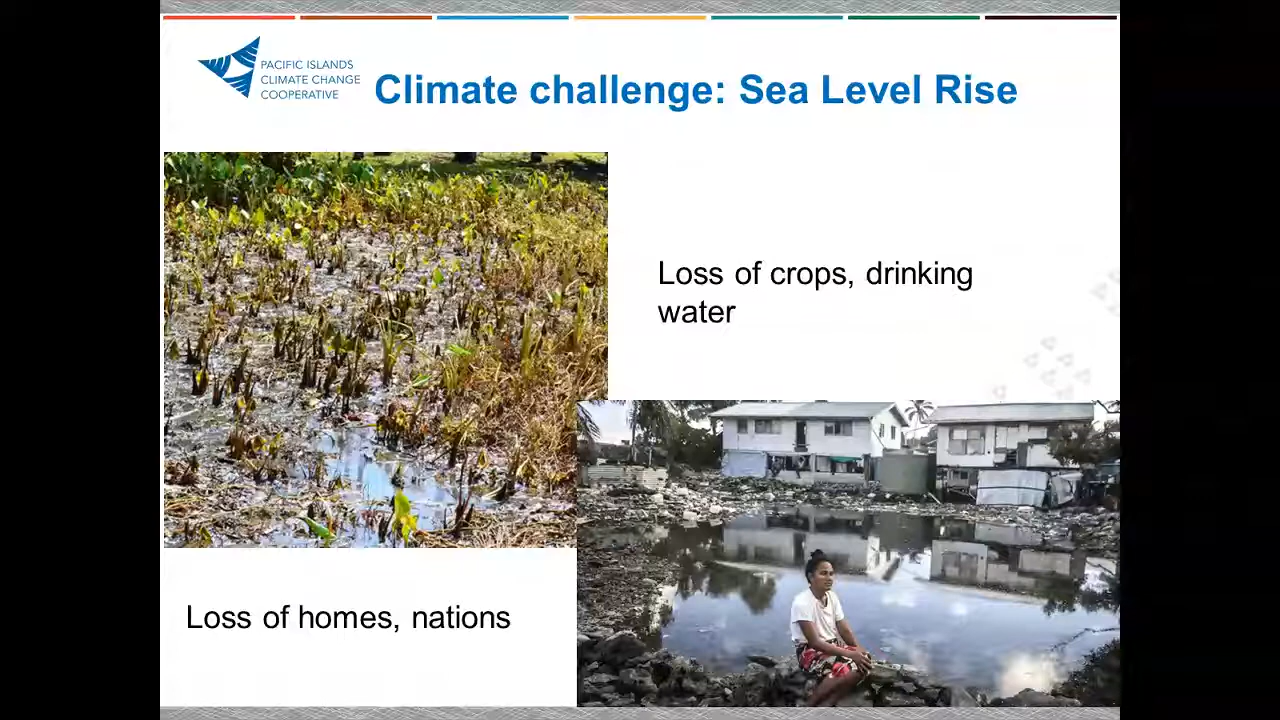 PACIFIC ISLANDS
CLIMATE CHANGE
COOPERATIVE
Climate challenge: Sea Level Rise
Loss of crops, drinking
water
Loss of homes, nations